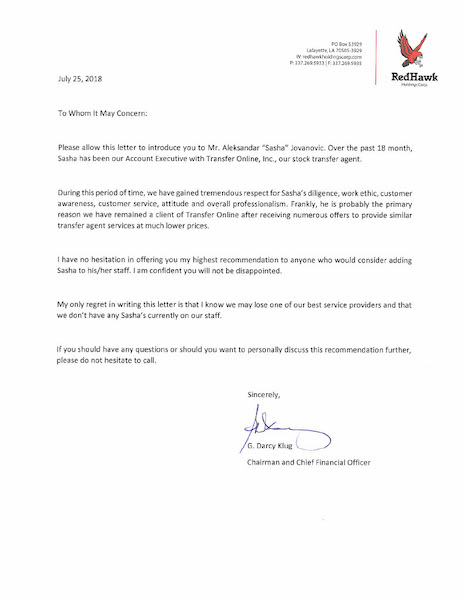 PO Box 53929
Lafayette, LA 70505-3929
W: redhawkholdingscorp.com
P: 337.269.5933 | F: 337.269.5931
RedHawk
Holdings Corp.
July 25, 2018
To Whom It May Concern:
Please allow this letter to introduce you to Mr. Aleksandar "Sasha" Jovanovic. Over the past 18 month,
Sasha has been our Account Executive with Transfer Online, Inc., our stock transfer agent.
During this period of time, we have gained tremendous respect for Sasha's diligence, work ethic, customer
awareness, customer service, attitude and overall professionalism. Frankly, he is probably the primary
reason we have remained a client of Transfer Online after receiving numerous offers to provide similar
transfer agent services at much lower prices.
I have no hesitation in offering you my highest recommendation to anyone who would consider adding
Sasha to his/her staff. I am confident you will not be disappointed.
My only regret in writing this letter is that I know we may lose one of our best service providers and that
we don't have any Sasha's currently on our staff.
If you should have any questions or should you want to personally discuss this recommendation further,
please do not hesitate to call.
Sincerely,
G. Darcy Klug
Chairman and Chief Financial Officer